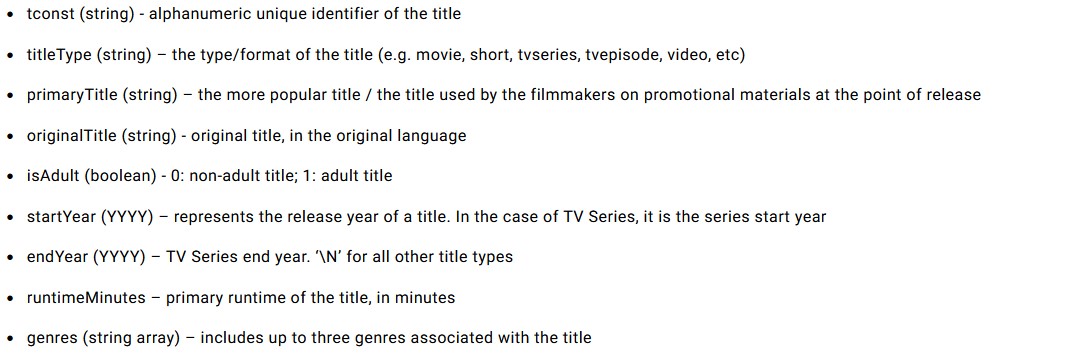 • tconst (string) - alphanumeric unique identifier of the title
• titleType (string) – the type/format of the title (e.g. movie, short, tvseries, tvepisode, video, etc)
• primaryTitle (string) – the more popular title / the title used by the filmmakers on promotional materials at the point of release
• originalTitle (string) - original title, in the original language
• isAdult (boolean) - 0: non-adult title; 1: adult title
• startYear (YYYY) – represents the release year of a title. In the case of TV Series, it is the series start year
• endYear (YYYY) – TV Series end year. '\N' for all other title types
• runtimeMinutes – primary runtime of the title, in minutes
• genres (string array) – includes up to three genres associated with the title